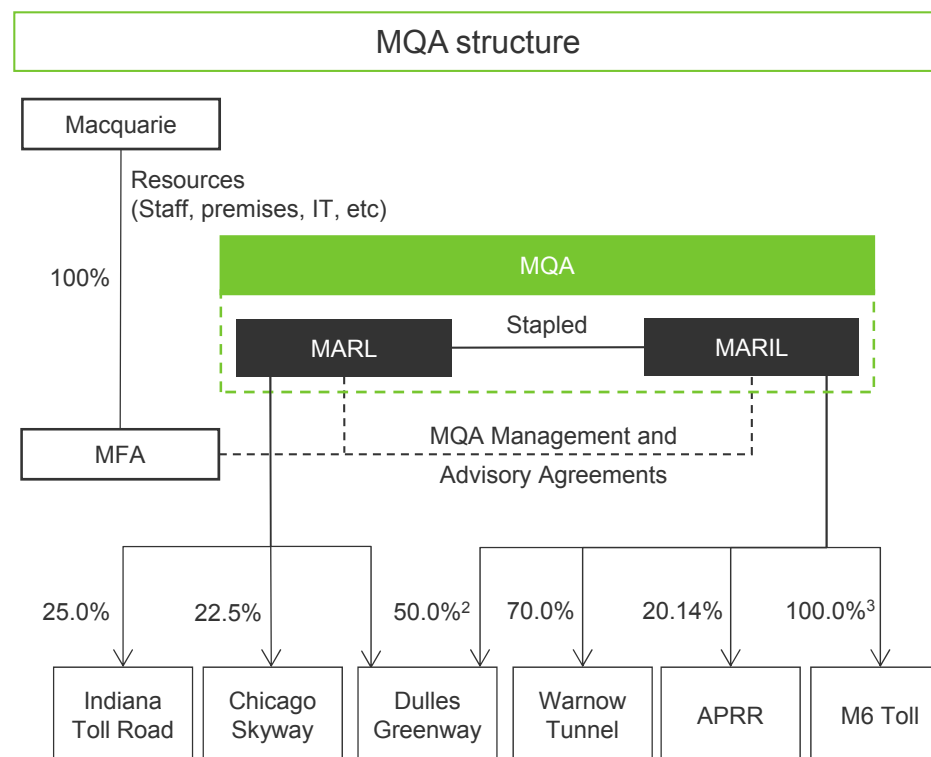 MQA structure
Macquarie
Resources
(Staff, premises, IT, etc)
100%
MQA
Stapled
MARL
MARIL
MFA
MQA Management and
Advisory Agreements
25.0%
22.5%
50.0%²
70.0%
20.14%
100.0%³
Indiana
Toll Road
Chicago
Skyway
Dulles
Greenway
Warnow
Tunnel
APRR
M6 Toll